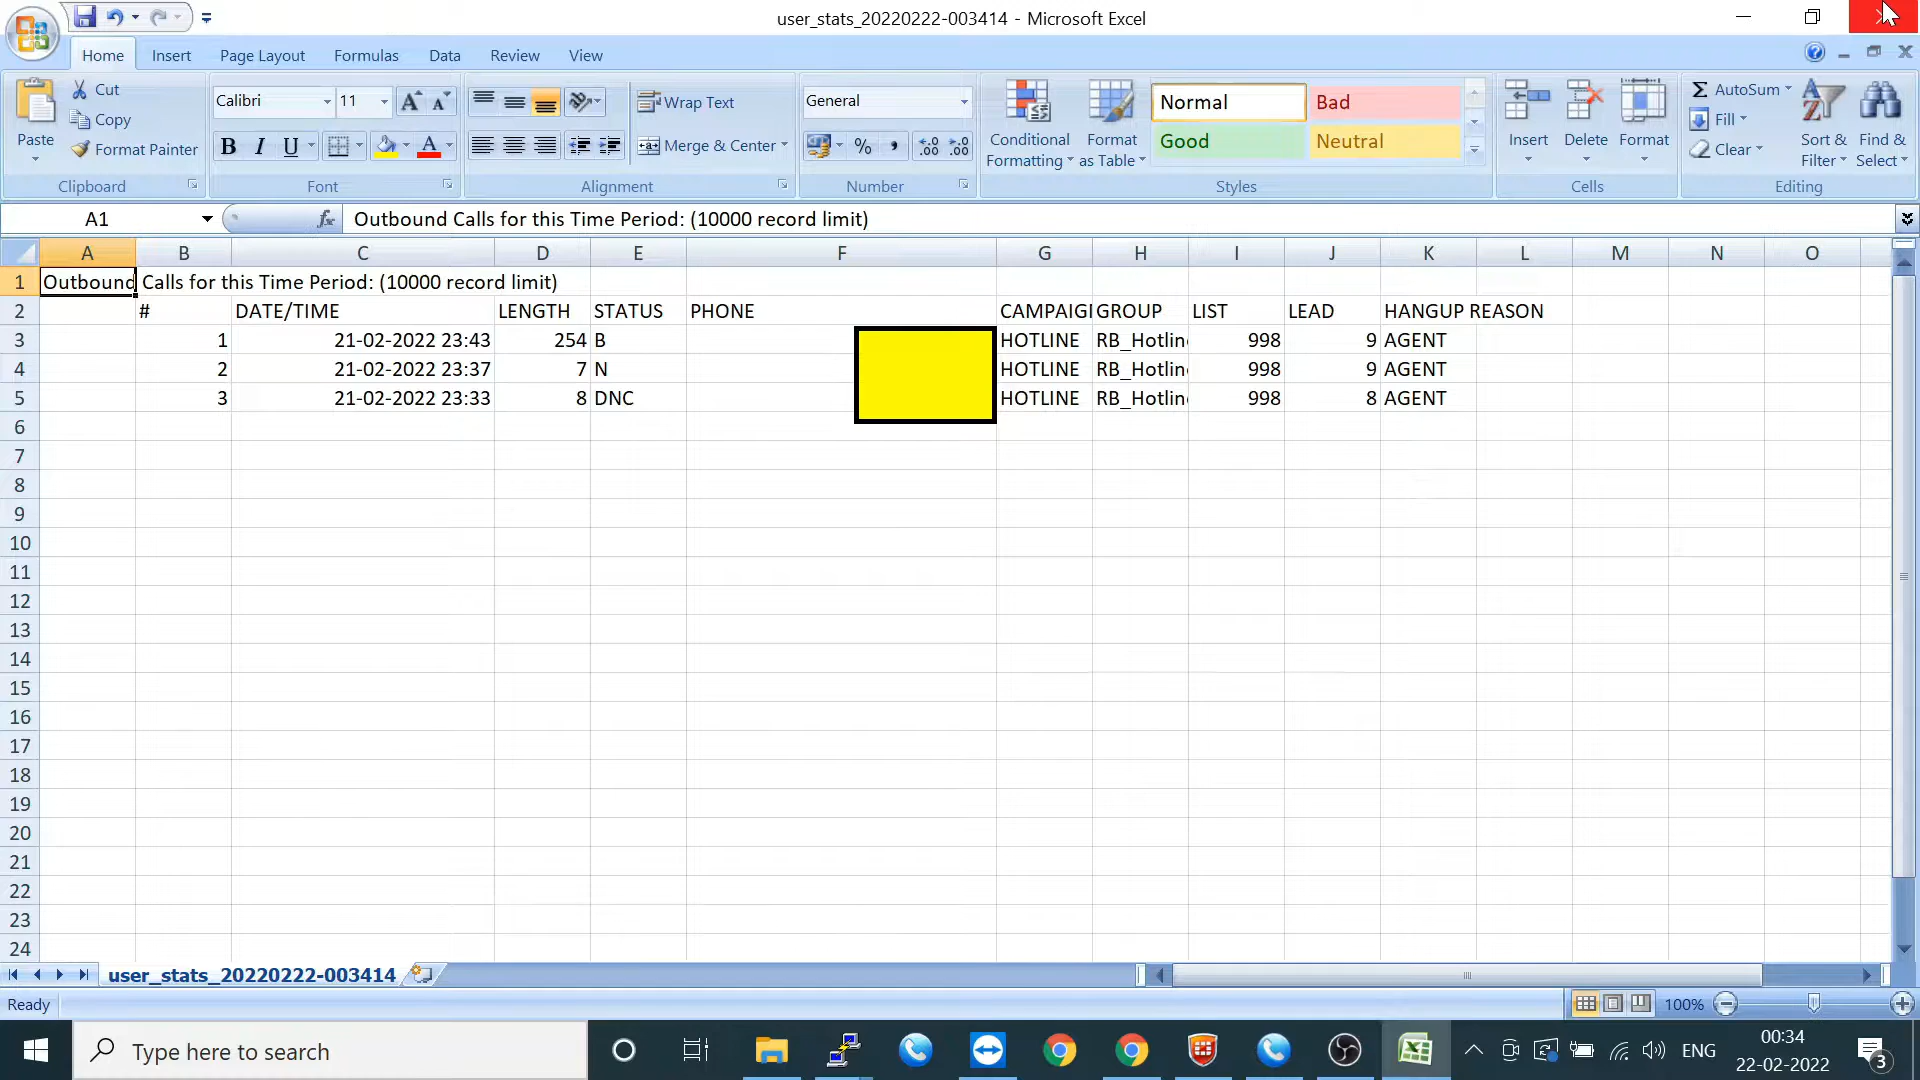 user_stats_20220222-003414 - Microsoft Excel
Home Insert Page Layout Formulas Data Review View
Paste
Cut
Copy
Format Painter
Clipboard
Calibri 11
B I U
Font
Wrap Text
Merge & Center
Alignment
General
%
Number
Conditional Formatting
Format as Table
Normal Bad
Good Neutral
Styles
Insert Delete Format
Cells
AutoSum
Fill
Clear
Sort & Filter
Find & Select
Editing
A1 fx Outbound Calls for this Time Period: (10000 record limit)
A B C D E F G H I J K L M N O
1 Outbound Calls for this Time Period: (10000 record limit)
2 # DATE/TIME LENGTH STATUS PHONE CAMPAIGI GROUP LIST LEAD HANGUP REASON
3 1 21-02-2022 23:43 254 B HOTLINE RB_Hotlin 998 9 AGENT
4 2 21-02-2022 23:37 7 N HOTLINE RB_Hotlin 998 9 AGENT
5 3 21-02-2022 23:33 8 DNC HOTLINE RB_Hotlin 998 8 AGENT
6
7
8
9
10
11
12
13
14
15
16
17
18
19
20
21
22
23
24
user_stats_20220222-003414
Ready 100%
Type here to search
ENG
00:34
22-02-2022
3